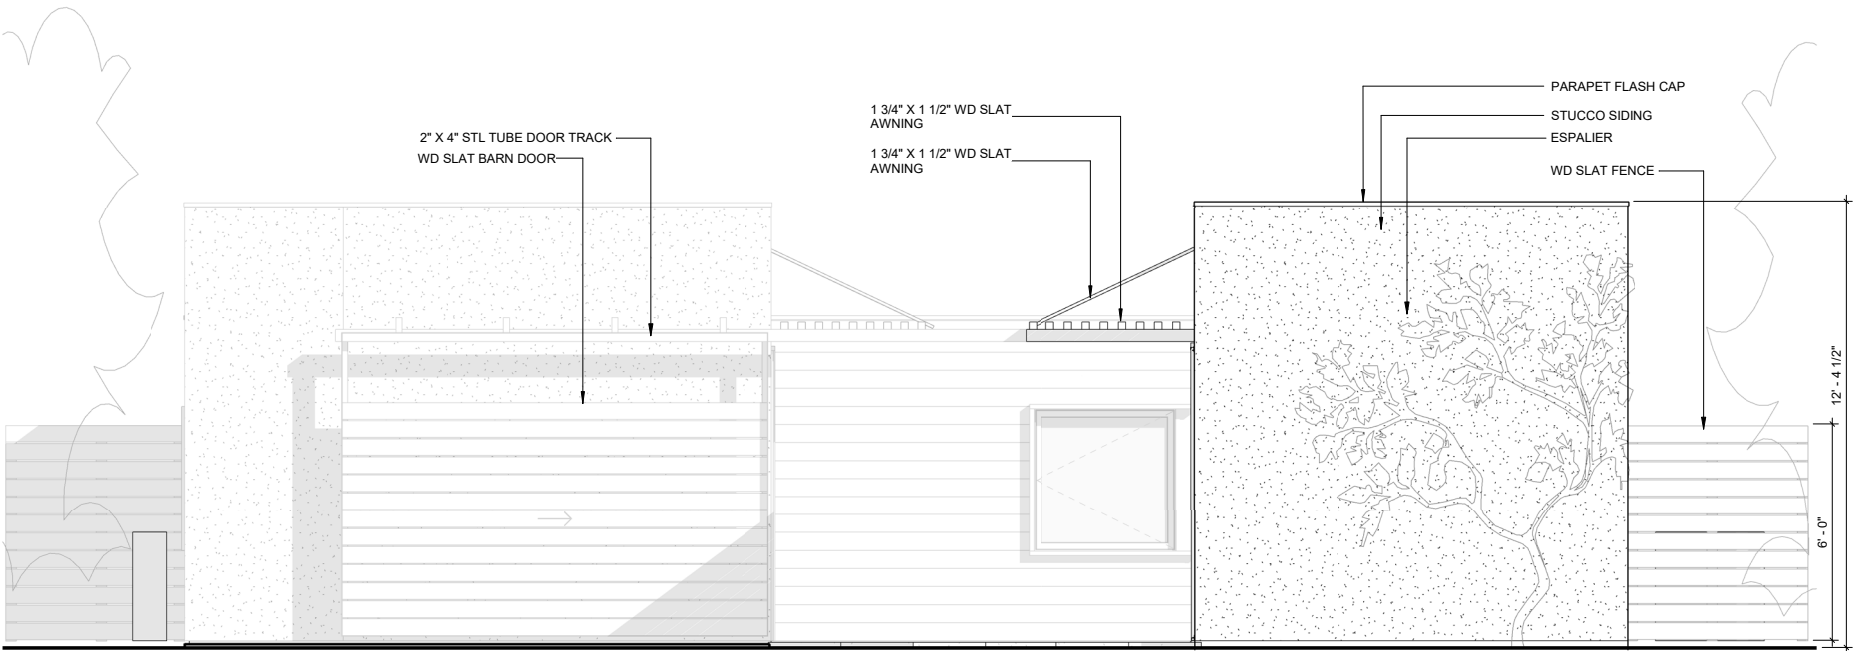 2" X 4" STL TUBE DOOR TRACK
WD SLAT BARN DOOR
1 3/4" X 1 1/2" WD SLAT
AWNING
1 3/4" X 1 1/2" WD SLAT
AWNING
PARAPET FLASH CAP
STUCCO SIDING
ESPALIER
WD SLAT FENCE
12' - 4 1/2"
6' - 0"